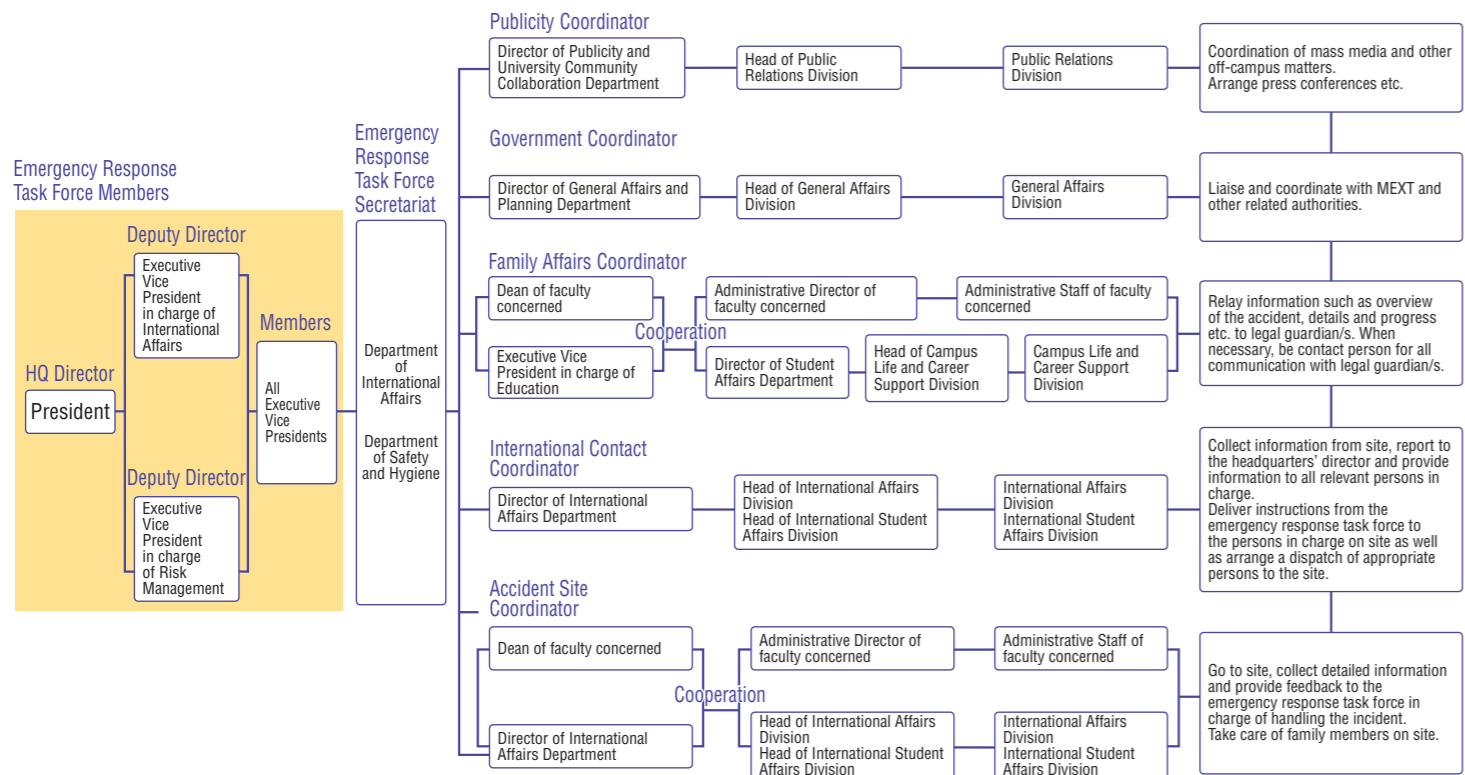 Emergency Response
Task Force Members
HQ Director
President
Deputy Director
Executive
Vice
President
in charge of
International
Affairs
Deputy Director
Executive
Vice
President
in charge
of Risk
Management
Members
All
Executive
Vice
Presidents
Emergency
Response
Task Force
Secretariat
Department
of
International
Affairs
Department
of Safety
and Hygiene
Publicity Coordinator
Director of Publicity and
University Community
Collaboration Department
Head of Public
Relations Division
Public Relations
Division
Coordination of mass media and other
off-campus matters.
Arrange press conferences etc.
Government Coordinator
Director of General Affairs and
Planning Department
Head of General Affairs
Division
General Affairs
Division
Liaise and coordinate with MEXT and
other related authorities.
Family Affairs Coordinator
Dean of faculty
concerned
Executive Vice
President in charge of
Education
Cooperation
Administrative Director of
faculty concerned
Administrative Staff of faculty
concerned
Director of Student
Affairs Department
Head of Campus
Life and Career
Support Division
Campus Life and
Career Support
Division
Relay information such as overview
of the accident, details and progress
etc. to legal guardian/s. When
necessary, be contact person for all
communication with legal guardian/s.
International Contact
Coordinator
Director of International
Affairs Department
Head of International Affairs
Division
Head of International Student
Affairs Division
International Affairs
Division
International Student
Affairs Division
Collect information from site, report to
the headquarters’ director and provide
information to all relevant persons in
charge.
Deliver instructions from the
emergency response task force to
the persons in charge on site as well
as arrange a dispatch of appropriate
persons to the site.
Accident Site
Coordinator
Dean of faculty concerned
Director of International
Affairs Department
Cooperation
Administrative Director of
faculty concerned
Administrative Staff of
faculty concerned
Head of International Affairs
Division
Head of International Student
Affairs Division
International Affairs
Division
International Student
Affairs Division
Go to site, collect detailed information
and provide feedback to the
emergency response task force in
charge of handling the incident.
Take care of family members on site.